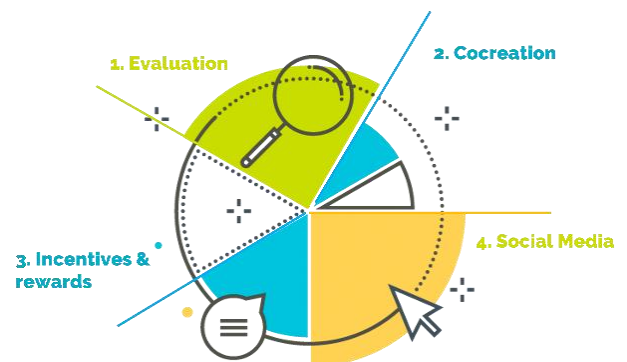 1. Evaluation
2. Cocreation
3. Incentives &
rewards
4. Social Media